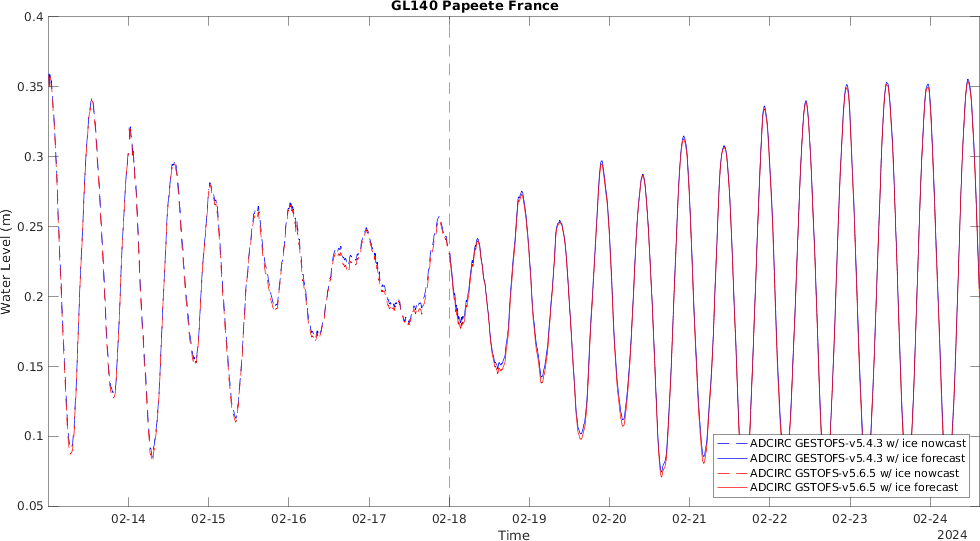 GL140 Papeete France
0.4
0.35
0.3
0.25
0.2
0.15
0.1
0.05
Water Level (m)
ADCIRC GESTOFS-v5.4.3 w/ ice nowcast
ADCIRC GESTOFS-v5.4.3 w/ ice forecast
ADCIRC GSTOFS-v5.6.5 w/ ice nowcast
ADCIRC GSTOFS-v5.6.5 w/ ice forecast
02-14 02-15 02-16 02-17 02-18 02-19 02-20 02-21 02-22 02-23 02-24
Time
2024